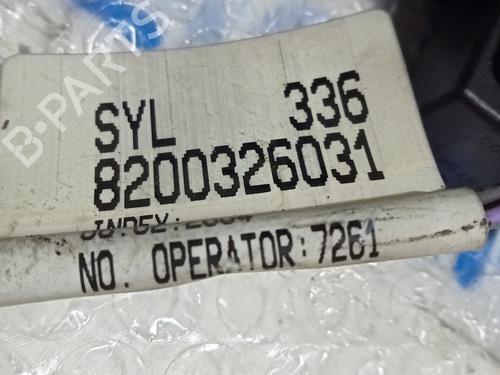 B-PARTS
SYL 336
8200326031
NO. OPERATOR:7261